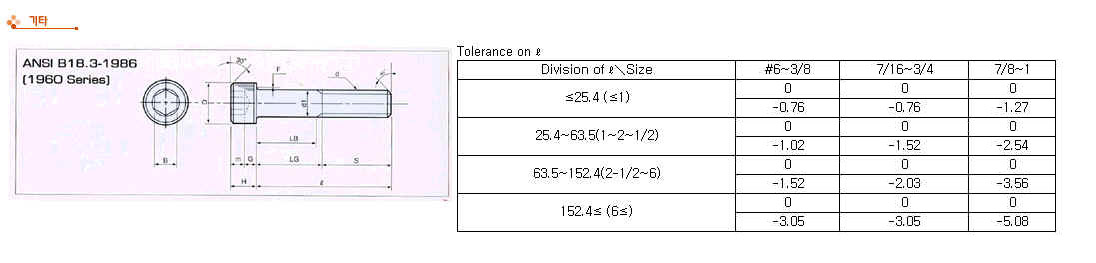 기타
ANSI B18.3-1986
(1960 Series)
30°
F
d
D
d1
LB
B
m
G
LG
S
H
ℓ
Tolerance on ℓ
Division of ℓ＼Size #6~3/8 7/16~3/4 7/8~1
≤25.4 (≤1) 0 0 0
-0.76 -0.76 -1.27
25.4~63.5(1~2~1/2) 0 0 0
-1.02 -1.52 -2.54
63.5~152.4(2-1/2~6) 0 0 0
-1.52 -2.03 -3.56
152.4≤ (6≤) 0 0 0
-3.05 -3.05 -5.08